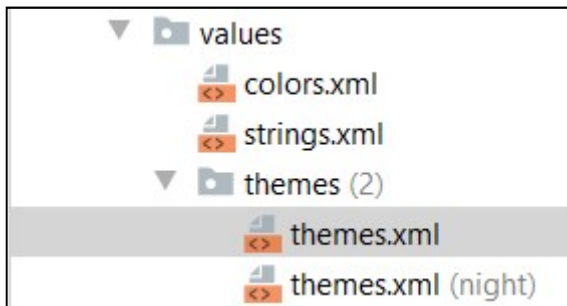 values
colors.xml
strings.xml
themes (2)
themes.xml
themes.xml (night)